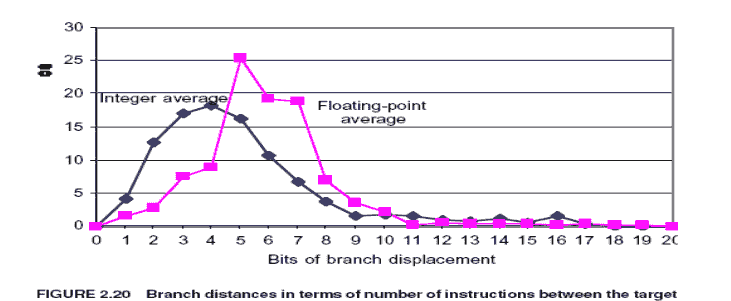 30
25
20
15
10
5
0
Integer average
Floating-point
average
0 1 2 3 4 5 6 7 8 9 10 11 12 13 14 15 16 17 18 19
Bits of branch displacement
FIGURE 2.20 Branch distances in terms of number of instructions between the target